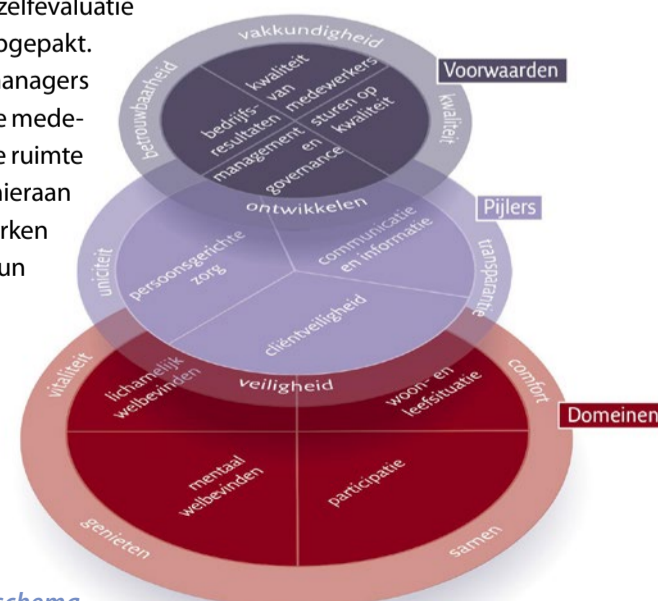 zelfevaluatie
opgepakt.
managers
e mede-
e ruimte
hieraan
rken
un
vakkundigheid
betrouwbaarheid
kwaliteit
kwaliteit
van
medewerkers
bedrijfs-
resultaten
sturen op
kwaliteit
management
en
governance
Voorwaarden
ontwikkelen
Pijlers
uniciteit
transparantie
persoonsgerichte
zorg
communicatie
en informatie
cliëntveiligheid
veiligheid
vitaliteit
comfort
lichamelijk
welbevinden
woon- en
leefsituatie
Domeinen
mentaal
welbevinden
participatie
genieten
samen
schema